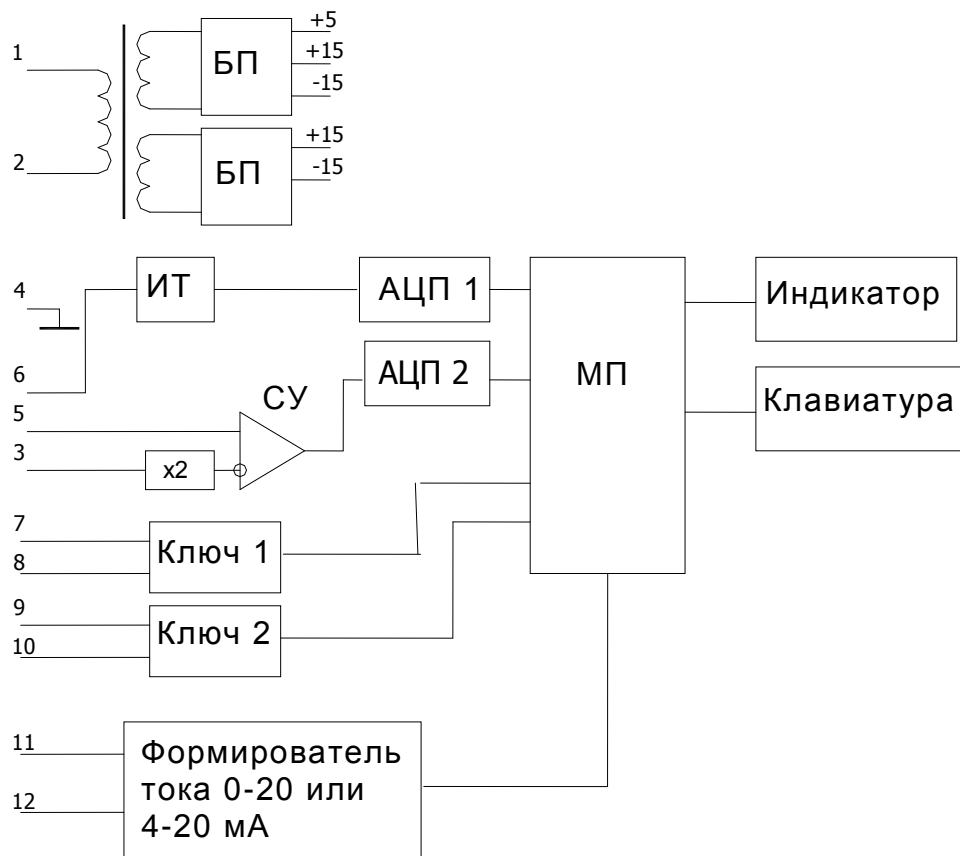 +5
1
БП
+15
-15
+15
2
БП
-15
4
ИТ
АЦП 1
Индикатор
6
АЦП 2
МП
СУ
Клавиатура
5
3
x2
7
Ключ 1
8
9
Ключ 2
10
11
Формирователь
тока 0-20 или
12
4-20 мА